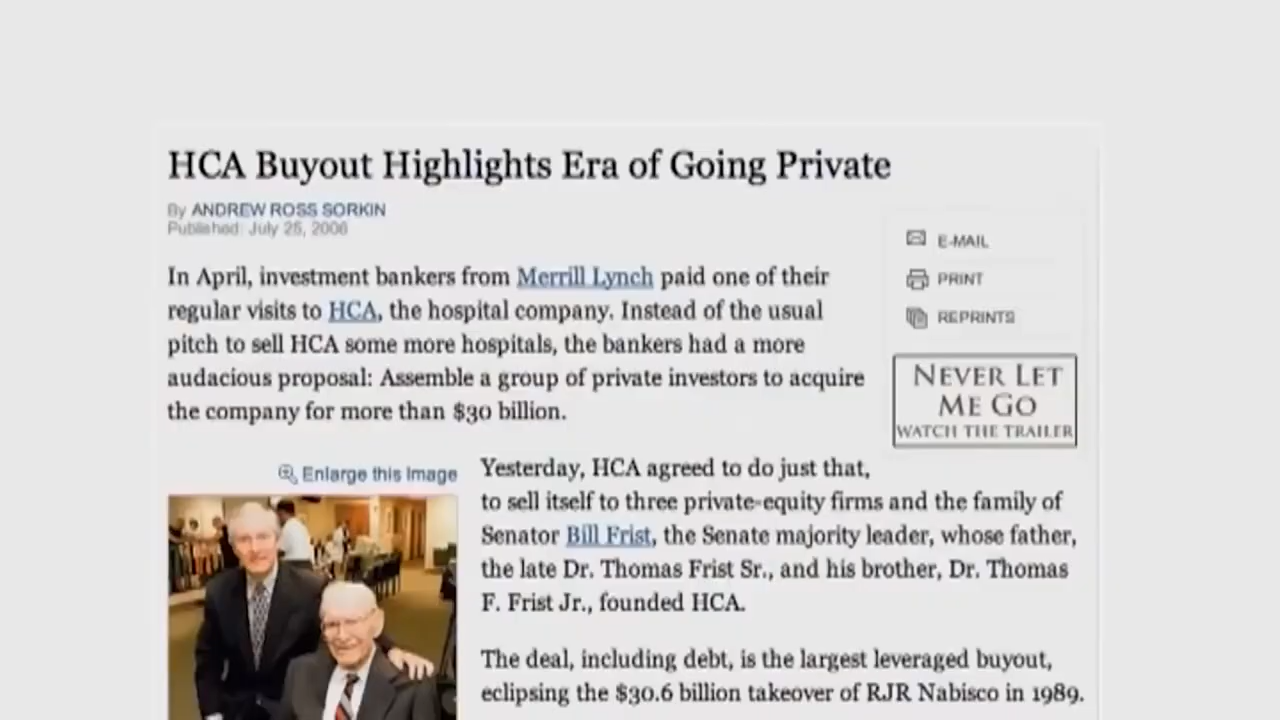 HCA Buyout Highlights Era of Going Private
By ANDREW ROSS SORKIN
Published: July 25, 2006
E-MAIL
PRINT
REPRINTS
In April, investment bankers from Merrill Lynch paid one of their
regular visits to HCA, the hospital company. Instead of the usual
pitch to sell HCA some more hospitals, the bankers had a more
audacious proposal: Assemble a group of private investors to acquire
the company for more than $30 billion.
NEVER LET
ME GO
WATCH THE TRAILER
Enlarge this Image
Yesterday, HCA agreed to do just that,
to sell itself to three private-equity firms and the family of
Senator Bill Frist, the Senate majority leader, whose father,
the late Dr. Thomas Frist Sr., and his brother, Dr. Thomas
F. Frist Jr., founded HCA.
The deal, including debt, is the largest leveraged buyout,
eclipsing the $30.6 billion takeover of RJR Nabisco in 1989.